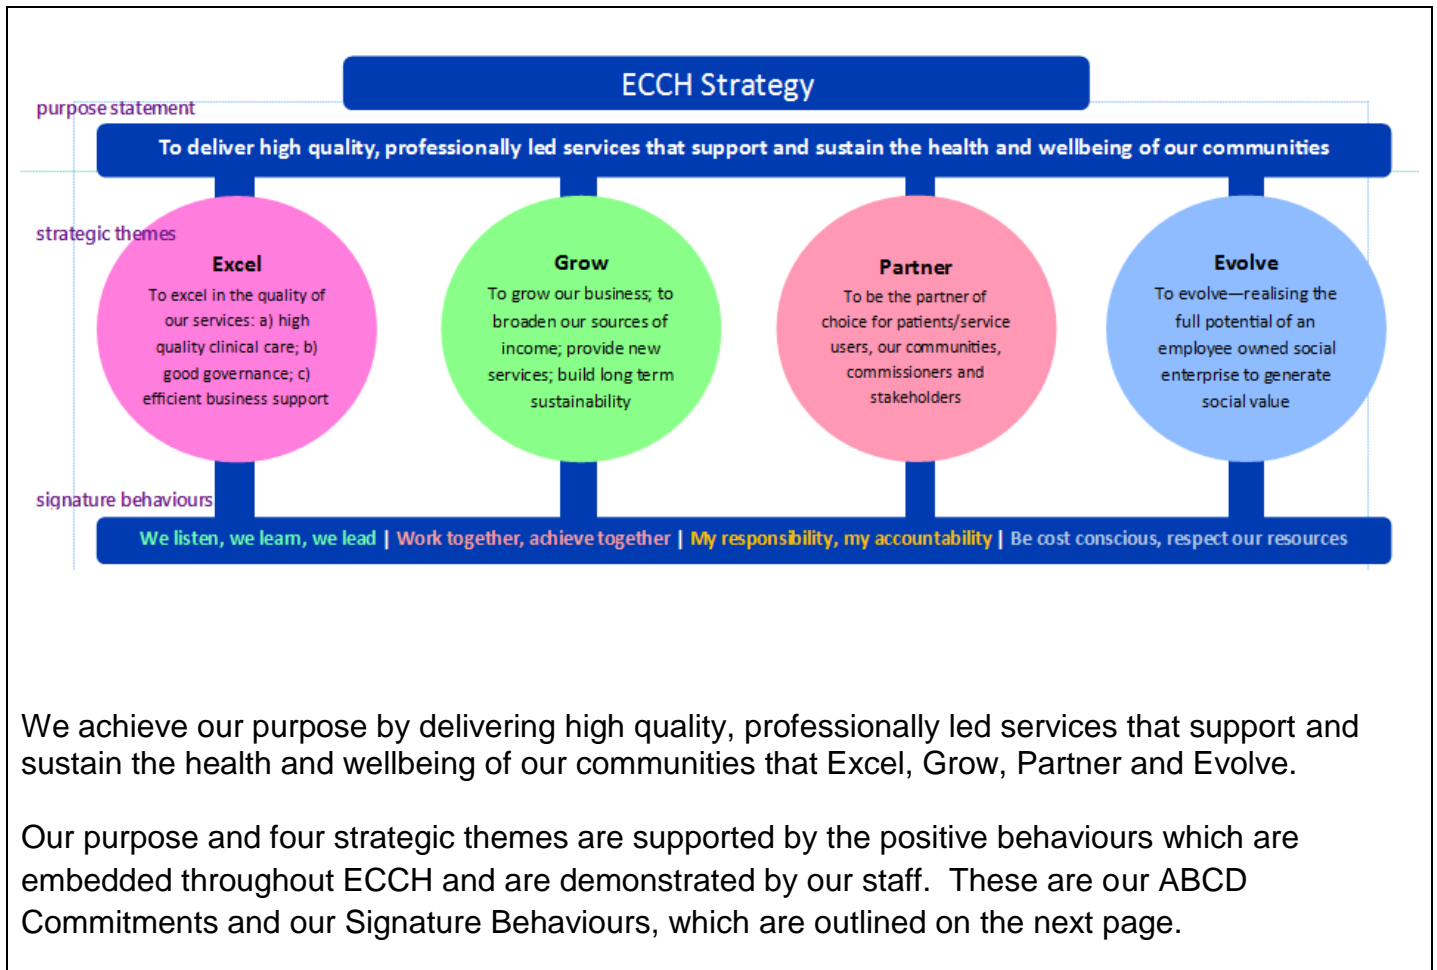 ECCH Strategy
purpose statement
To deliver high quality, professionally led services that support and sustain the health and wellbeing of our communities
strategic themes
Excel
To excel in the quality of
our services: a) high
quality clinical care; b)
good governance; c)
efficient business support
Grow
To grow our business; to
broaden our sources of
income; provide new
services; build long term
sustainability
Partner
To be the partner of
choice for patients/service
users, our communities,
commissioners and
stakeholders
Evolve
To evolve—realising the
full potential of an
employee owned social
enterprise to generate
social value
signature behaviours
We listen, we learn, we lead | Work together, achieve together | My responsibility, my accountability | Be cost conscious, respect our resources
We achieve our purpose by delivering high quality, professionally led services that support and
sustain the health and wellbeing of our communities that Excel, Grow, Partner and Evolve.
Our purpose and four strategic themes are supported by the positive behaviours which are
embedded throughout ECCH and are demonstrated by our staff.  These are our ABCD
Commitments and our Signature Behaviours, which are outlined on the next page.